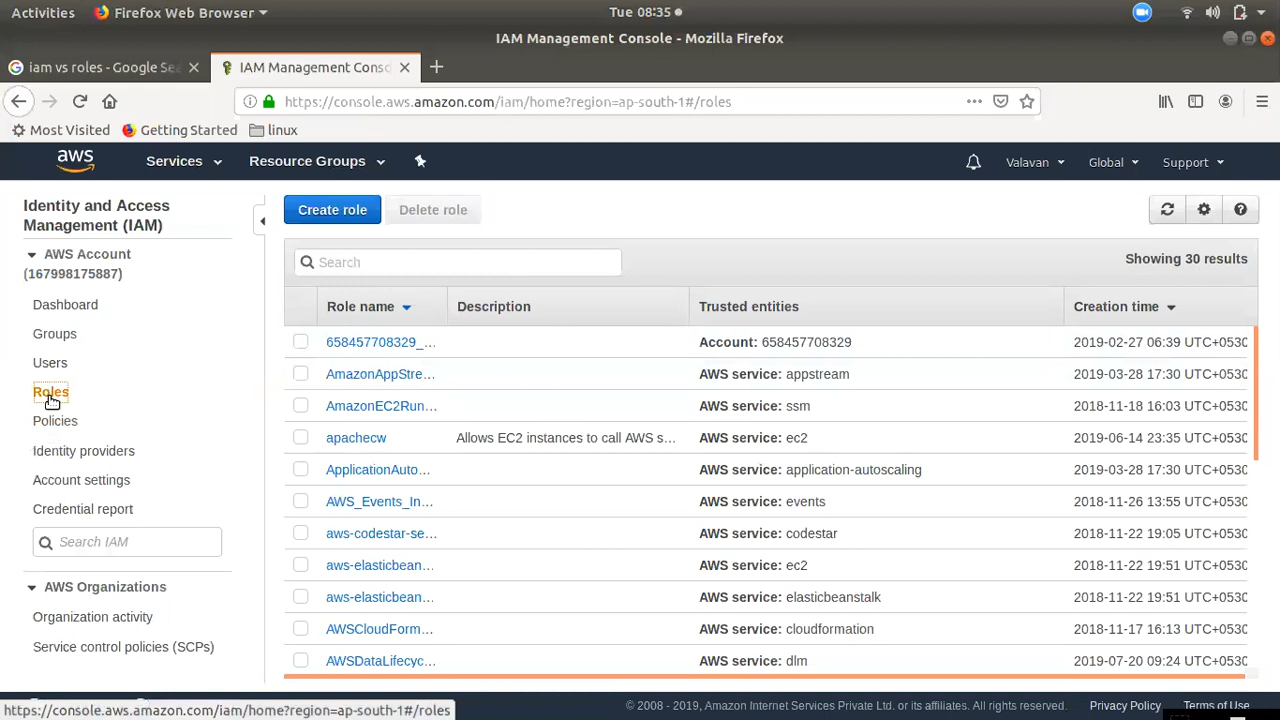 Activities Firefox Web Browser Tue 08:35
IAM Management Console - Mozilla Firefox
iam vs roles - Google Sea
IAM Management Conso
https://console.aws.amazon.com/iam/home?region=ap-south-1#/roles
Most Visited Getting Started linux
aws Services Resource Groups Valavan Global Support
Identity and Access
Management (IAM)
AWS Account
(167998175887)
Dashboard
Groups
Users
Roles
Policies
Identity providers
Account settings
Credential report
Search IAM
AWS Organizations
Organization activity
Service control policies (SCPs)
Create role Delete role
Search Showing 30 results
Role name Description Trusted entities Creation time
658457708329_... Account: 658457708329 2019-02-27 06:39 UTC+0530
AmazonAppStre... AWS service: appstream 2019-03-28 17:30 UTC+0530
AmazonEC2Run... AWS service: ssm 2018-11-18 16:03 UTC+0530
apachecw Allows EC2 instances to call AWS s... AWS service: ec2 2019-06-14 23:35 UTC+0530
ApplicationAuto... AWS service: application-autoscaling 2019-03-28 17:30 UTC+0530
AWS_Events_In... AWS service: events 2018-11-26 13:55 UTC+0530
aws-codestar-se... AWS service: codestar 2018-11-22 19:05 UTC+0530
aws-elasticbean... AWS service: ec2 2018-11-22 19:51 UTC+0530
aws-elasticbean... AWS service: elasticbeanstalk 2018-11-22 19:51 UTC+0530
AWSCloudForm... AWS service: cloudformation 2018-11-17 16:13 UTC+0530
AWSDataLifecyc... AWS service: dlm 2019-07-20 09:24 UTC+0530
https://console.aws.amazon.com/iam/home?region=ap-south-1#/roles
© 2008 - 2019, Amazon Internet Services Private Ltd. or its affiliates. All rights reserved. Privacy Policy Terms of Use